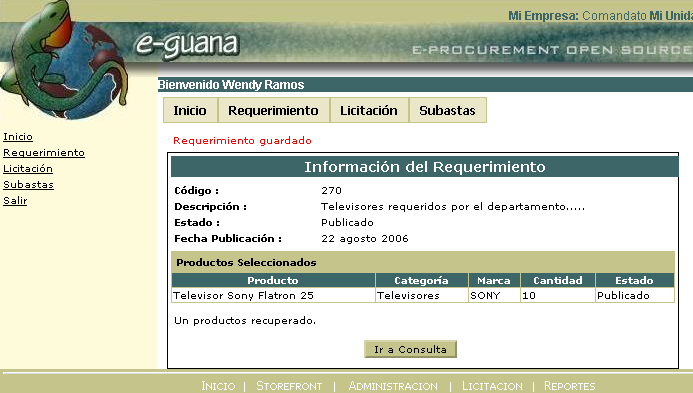 Mi Empresa: Comandato Mi Unida
e-guana
E-PROCUREMENT OPEN SOURCE
Bienvenido Wendy Ramos
Inicio Requerimiento Licitación Subastas
Inicio
Requerimiento
Licitación
Subastas
Salir
Requerimiento guardado
Información del Requerimiento
Código : 270
Descripción : Televisores requeridos por el departamento.....
Estado : Publicado
Fecha Publicación : 22 agosto 2006
Productos Seleccionados
Producto Categoría Marca Cantidad Estado
Televisor Sony Flatron 25 Televisores SONY 10 Publicado
Un productos recuperado.
Ir a Consulta
INICIO | STOREFRONT | ADMINISTRACION | LICITACION | REPORTES